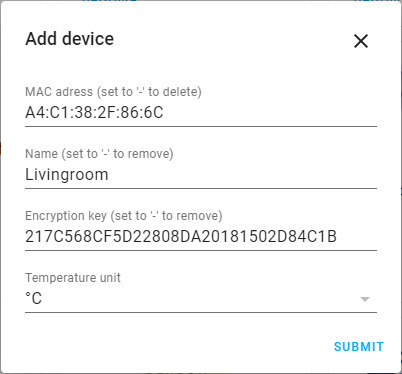 Add device
MAC adress (set to '-' to delete)
A4:C1:38:2F:86:6C
Name (set to '-' to remove)
Livingroom
Encryption key (set to '-' to remove)
217C568CF5D22808DA20181502D84C1B
Temperature unit
°C
SUBMIT